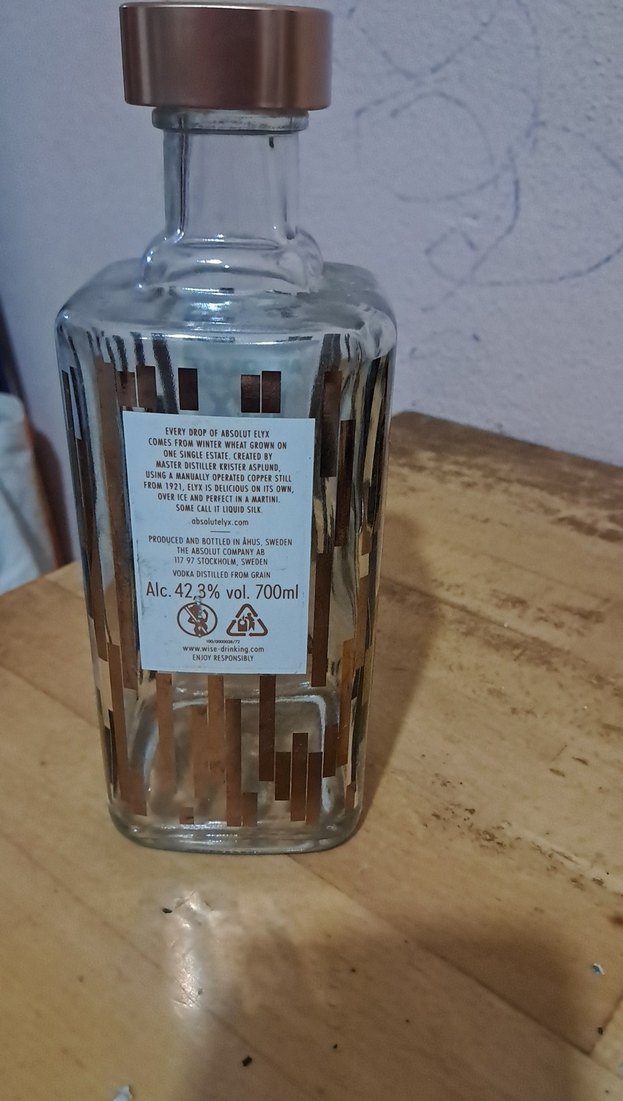 EVERY DROP OF ABSOLUT ELYX
COMES FROM WINTER WHEAT GROWN ON
ONE SINGLE ESTATE. CREATED BY
MASTER DISTILLER KRISTER ASPLUND,
USING A MANUALLY OPERATED COPPER STILL
FROM 1921, ELYX IS DELICIOUS ON ITS OWN,
OVER ICE AND PERFECT IN A MARTINI.
SOME CALL IT LIQUID SILK.
absolutelyx.com
PRODUCED AND BOTTLED IN ÅHUS, SWEDEN
THE ABSOLUT COMPANY AB
117 97 STOCKHOLM, SWEDEN
VODKA DISTILLED FROM GRAIN
Alc. 42,3% vol. 700ml
www.wise-drinking.com
ENJOY RESPONSIBLY